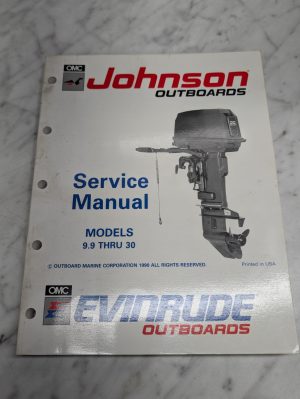 OMC
Johnson
OUTBOARDS
Service
Manual
MODELS
9.9 THRU 30
© OUTBOARD MARINE CORPORATION 1990 ALL RIGHTS RESERVED.
Printed in USA
OMC
EVINRUDE
OUTBOARDS